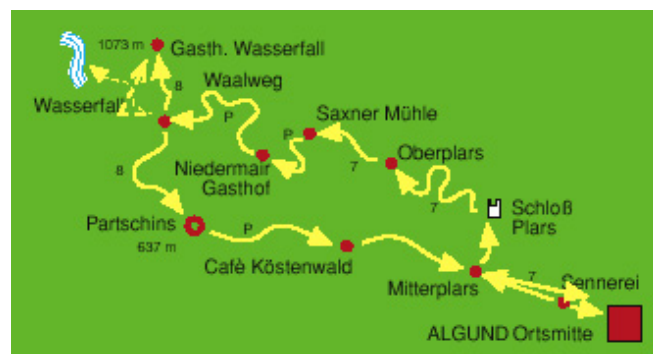 1073 m
Gasth. Wasserfall
8
Waalweg
Wasserfall
P
Saxner Mühle
P
Niedermair
Gasthof
7
Oberplars
8
7
Schloß
Plars
Partschins
637 m
P
Cafè Köstenwald
Mitterplars
7
Sennerei
ALGUND Ortsmitte